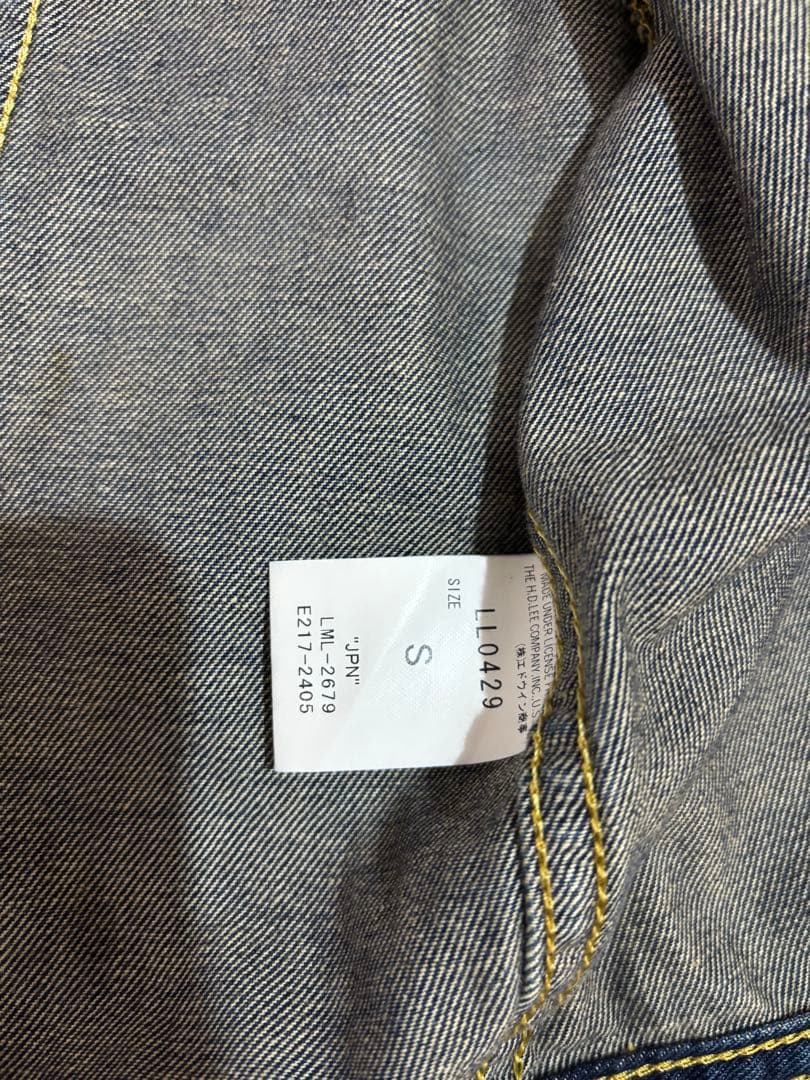 MADE UNDER LICENSE
THE H.D.LEE COMPANY,INC.,U.S.
(株)エドウイン商事
LL0429
SIZE
S
"JPN"
LML-2679
E217-2405